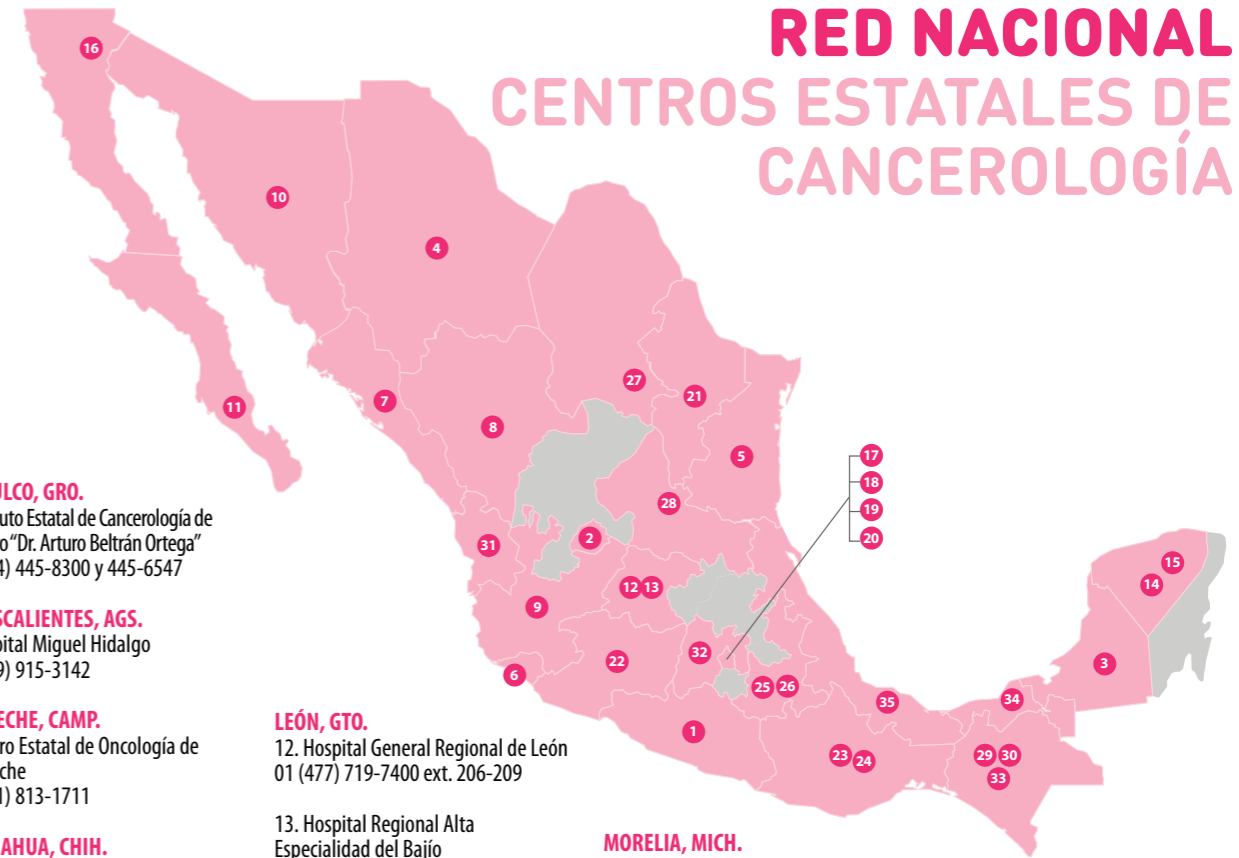 RED NACIONAL
CENTROS ESTATALES DE
CANCEROLOGÍA
16
10
4
27
21
7
11
8
5
17
18
19
20
28
2
31
15
14
12 13
9
32
22
3
6
25 26
34
35
1
23 24
29 30
33
ULCO, GRO.
uto Estatal de Cancerología de
o "Dr. Arturo Beltrán Ortega"
4) 445-8300 y 445-6547
SCALIENTES, AGS.
pital Miguel Hidalgo
9) 915-3142
ECHE, CAMP.
ro Estatal de Oncología de
che
1) 813-1711
AHUA, CHIH.
LEÓN, GTO.
12. Hospital General Regional de León
01 (477) 719-7400 ext. 206-209
13. Hospital Regional Alta
Especialidad del Bajío
MORELIA, MICH.